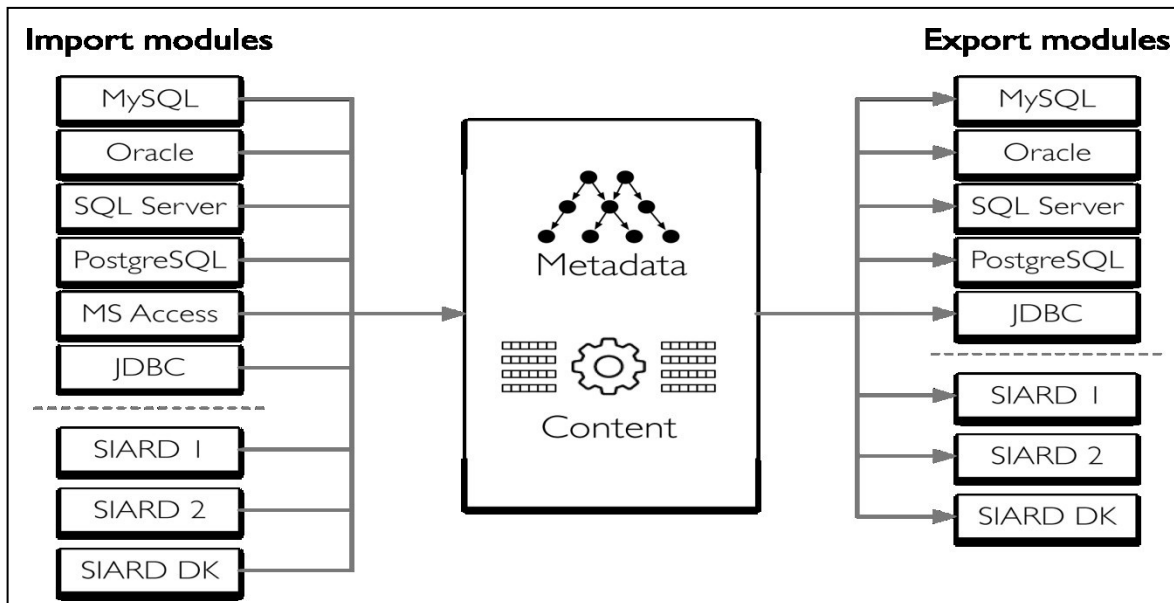 Import modules
MySQL
Oracle
SQL Server
PostgreSQL
MS Access
JDBC
SIARD 1
SIARD 2
SIARD DK
Metadata
Content
Export modules
MySQL
Oracle
SQL Server
PostgreSQL
JDBC
SIARD 1
SIARD 2
SIARD DK